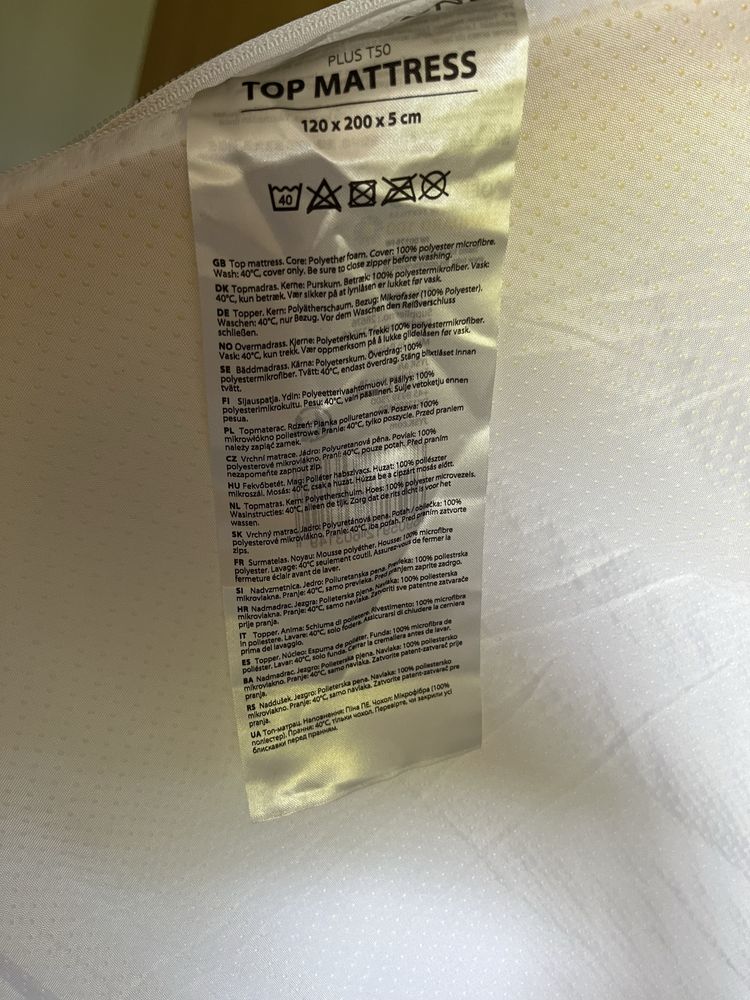 PLUS T50
TOP MATTRESS
120 x 200 x 5 cm
40
GB Top mattress. Core: Polyether foam. Cover: 100% polyester microfibre.
Wash: 40°C, cover only. Be sure to close zipper before washing.
DK Topmadras. Kerne: Purskum. Betræk: 100% polyestermikrofiber. Vask:
40°C, kun betræk. Vær sikker på at lynlåsen er lukket før vask.
DE Topper. Kern: Polyätherschaum. Bezug: Mikrofaser (100% Polyester).
Waschen: 40°C, nur Bezug. Vor dem Waschen den Reißverschluss
schließen.
NO Overmadrass. Kjerne: Polyeterskum. Trekk: 100% polyestermikrofiber.
Vask: 40°C, kun trekk. Vær oppmerksom på å lukke glidelåsen før vask.
SE Bäddmadrass. Kärna: Polyeterskum. Överdrag: 100%
polyestermikrofiber. Tvätt: 40°C, endast överdrag. Stäng blixtlåset innan
tvätt.
FI Sijauspatja. Ydin: Polyeetterivaahtomuovi. Päällys: 100%
polyesterimikrokuitu. Pesu: 40°C, vain päällinen. Sulje vetoketju ennen
pesua.
PL Topmaterac. Rdzeń: Pianka poliuretanowa. Poszwa: 100%
mikrowłókno poliestrowe. Pranie: 40°C, tylko poszycie. Przed praniem
należy zapiąć zamek.
CZ Vrchní matrace. Jádro: Polyuretanová pěna. Povlak: 100%
polyesterové mikrovlákno. Praní: 40°C, pouze potah. Před praním
nezapomeňte zapnout zip.
HU Fekvőbetét. Mag: Poliéter habszivacs. Huzat: 100% poliészter
mikroszál. Mosás: 40°C, csak a huzat. Húzza be a cipzárt mosás előtt.
NL Topmatras. Kern: Polyetherschuim. Hoes: 100% polyester microvezels.
Wasinstructies: 40°C, alleen de tijk. Zorg dat de rits dicht is voor het
wassen.
SK Vrchný matrac. Jadro: Polyuretánová pena. Poťah / obliečka: 100%
polyesterové mikrovlákno. Pranie: 40°C, iba poťah. Pred praním zatvorte
zips.
FR Surmatelas. Noyau: Mousse polyéther. Housse: 100% microfibre
polyester. Lavage: 40°C seulement coutil. Assurez-vous de fermer la
fermeture éclair avant de laver.
SI Nadvzmetnica. Jedro: Poliuretanska pena. Prevleka: 100% poliestrska
mikrovlakna. Pranje: 40°C, samo prevleka. Pred pranjem zaprite zadrgo.
HR Nadmadrac. Jezgra: Polieterska pjena. Navlaka: 100% poliesterska
mikrovlakna. Pranje: 40°C, samo navlaka. Zatvoriti sve patentne zatvarače
prije pranja.
IT Topper. Anima: Schiuma di polietere. Rivestimento: 100% microfibra
in poliestere. Lavare: 40°C, solo fodera. Assicurarsi di chiudere la cerniera
prima del lavaggio.
ES Topper. Núcleo: Espuma de poliéter. Funda: 100% microfibra de
poliéster. Lavar: 40°C, solo funda. Cerrar la cremallera antes de lavar.
BA Nadmadrac. Jezgro: Polieterska pjena. Navlaka: 100% poliestersko
mikrovlakno. Pranje: 40°C, samo navlaka. Zatvorite patent-zatvarač prije
pranja.
RS Naddušek. Jezgro: Polieterska pena. Navlaka: 100% poliestersko
mikrovlakno. Pranje: 40°C, samo navlaka. Zatvorite patent-zatvarač pre
pranja.
UA Топ-матрац. Наповнення: Піна ПЕ. Чохол: Мікрофібра (100%
поліестер). Прання: 40°C, тільки чохол. Перевірте, чи закрили усі
блискавки перед пранням.